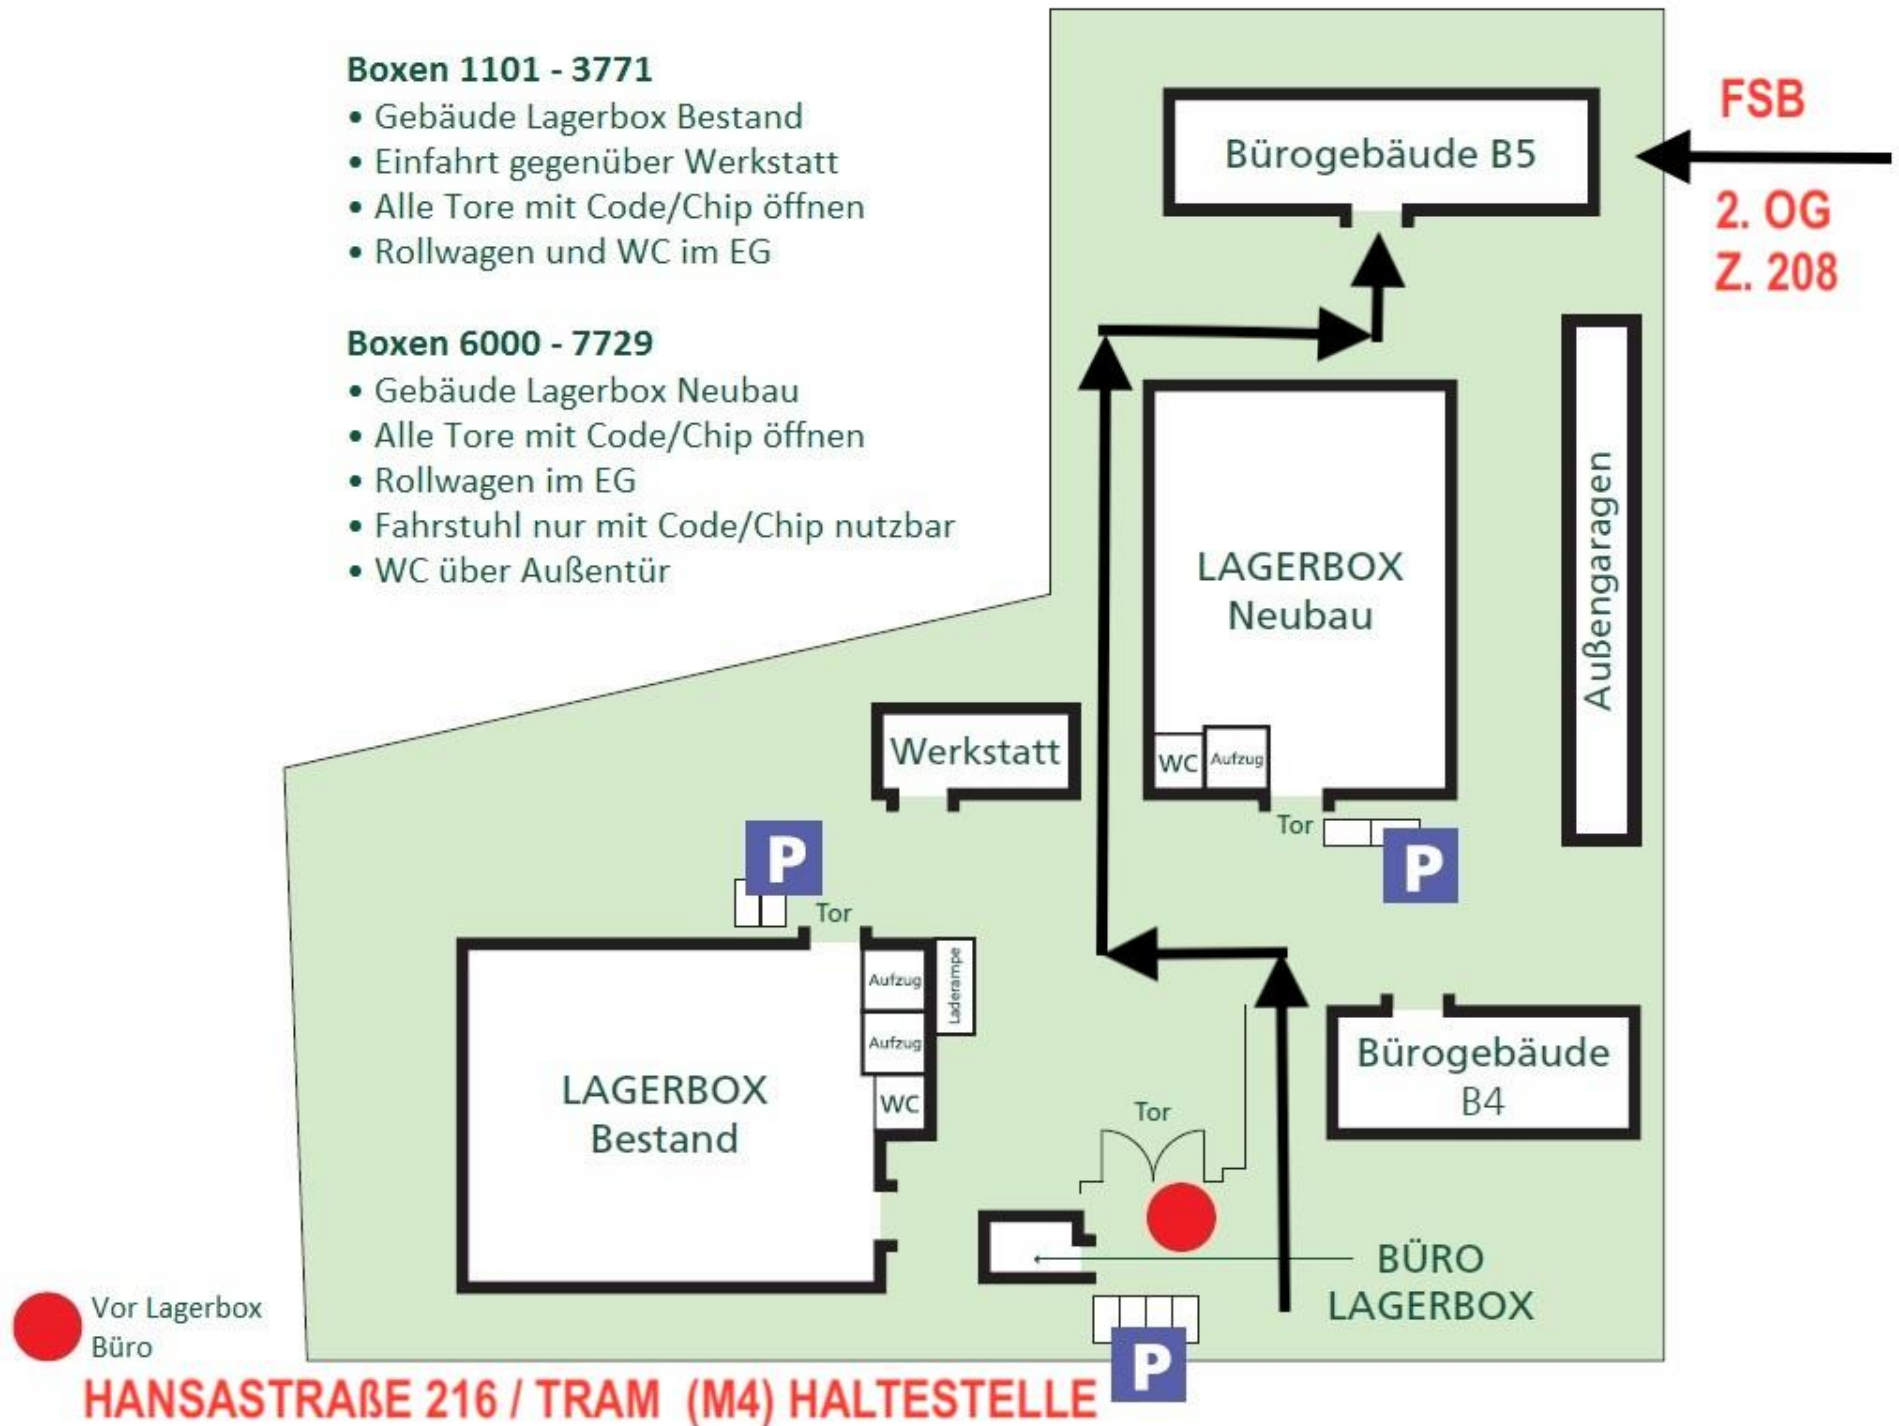 Boxen 1101 - 3771
• Gebäude Lagerbox Bestand
• Einfahrt gegenüber Werkstatt
• Alle Tore mit Code/Chip öffnen
• Rollwagen und WC im EG
Boxen 6000 - 7729
• Gebäude Lagerbox Neubau
• Alle Tore mit Code/Chip öffnen
• Rollwagen im EG
• Fahrstuhl nur mit Code/Chip nutzbar
• WC über Außentür
Bürogebäude B5
FSB
2. OG
Z. 208
LAGERBOX
Neubau
Außengaragen
Werkstatt
WC
Aufzug
Tor
P
P
Tor
Aufzug
Laderampe
Aufzug
WC
LAGERBOX
Bestand
Bürogebäude
B4
Tor
BÜRO
LAGERBOX
Vor Lagerbox
Büro
P
HANSASTRAßE 216 / TRAM (M4) HALTESTELLE